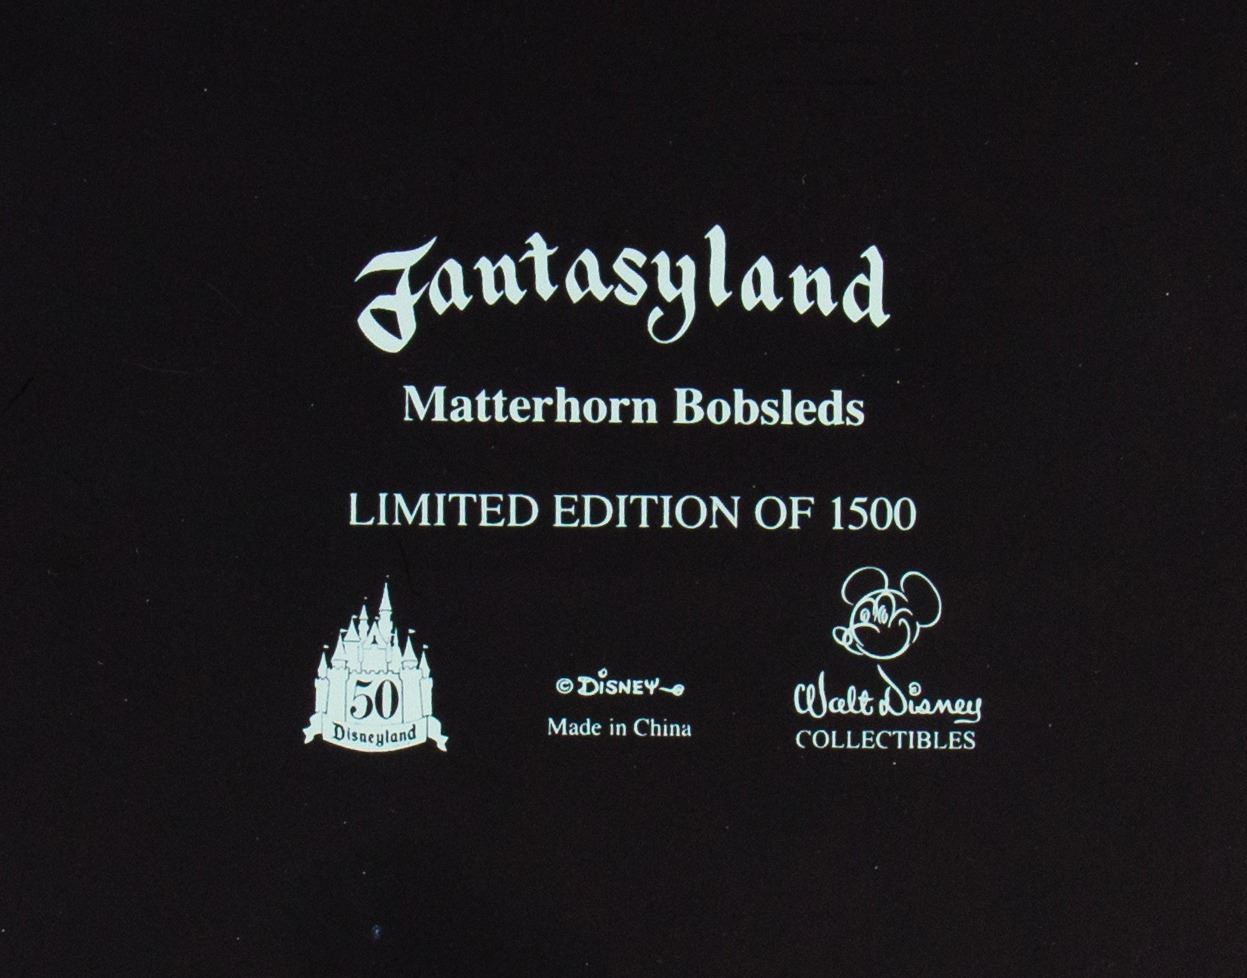 Fantasyland
Matterhorn Bobsleds
LIMITED EDITION OF 1500
50
Disneyland
© DISNEY
Made in China
Walt Disney
COLLECTIBLES